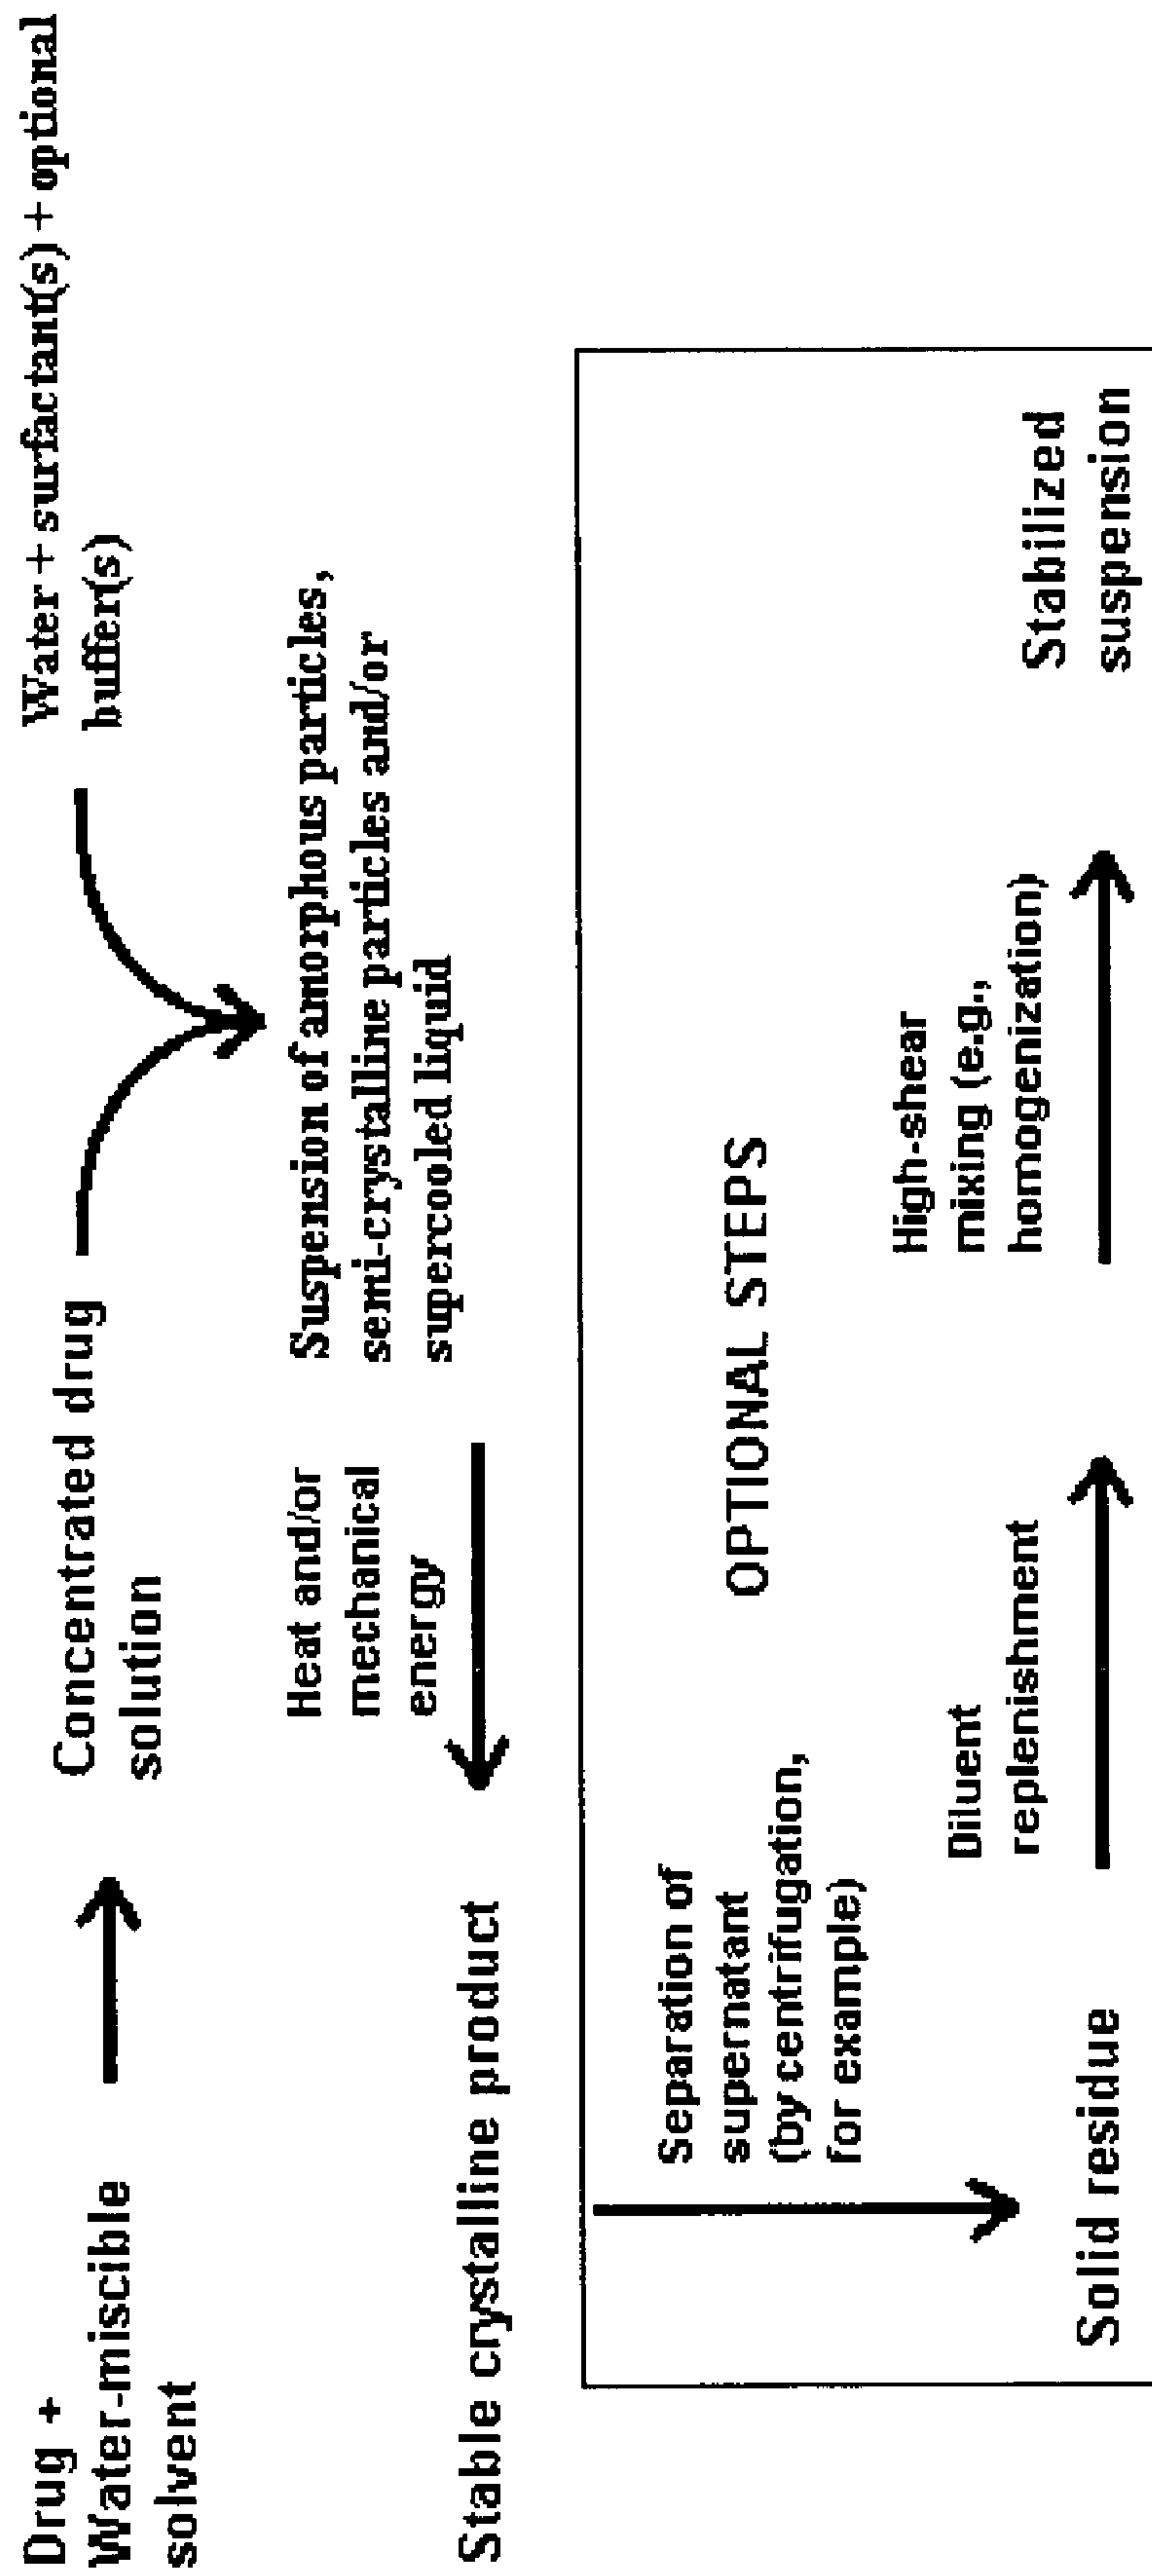 Drug +
Water-miscible
solvent
Concentrated drug
solution
Water + surfactant(s) + optional
buffer(s)
Suspension of amorphous particles,
semi-crystalline particles and/or
supercooled liquid
Heat and/or
mechanical
energy
Stable crystalline product
OPTIONAL STEPS
Separation of
supernatant
(by centrifugation,
for example)
Solid residue
Diluent
replenishment
High-shear
mixing (e.g.,
homogenization)
Stabilized
suspension